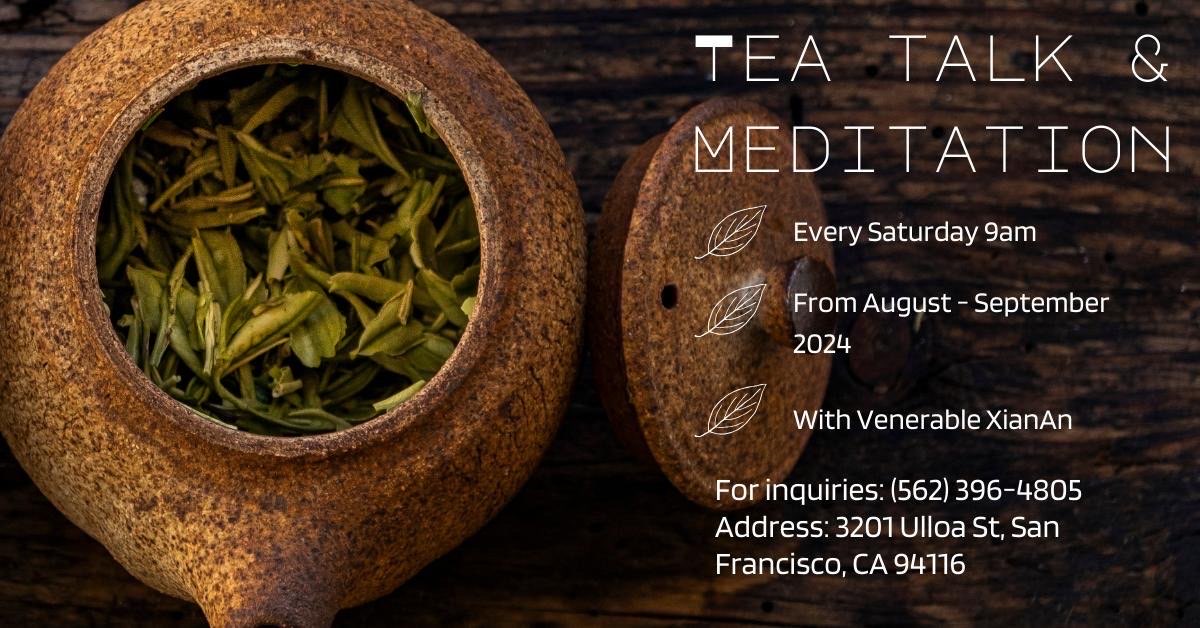 TEA TALK &
MEDITATION
Every Saturday 9am
From August - September
2024
With Venerable XianAn
For inquiries: (562) 396-4805
Address: 3201 Ulloa St, San
Francisco, CA 94116